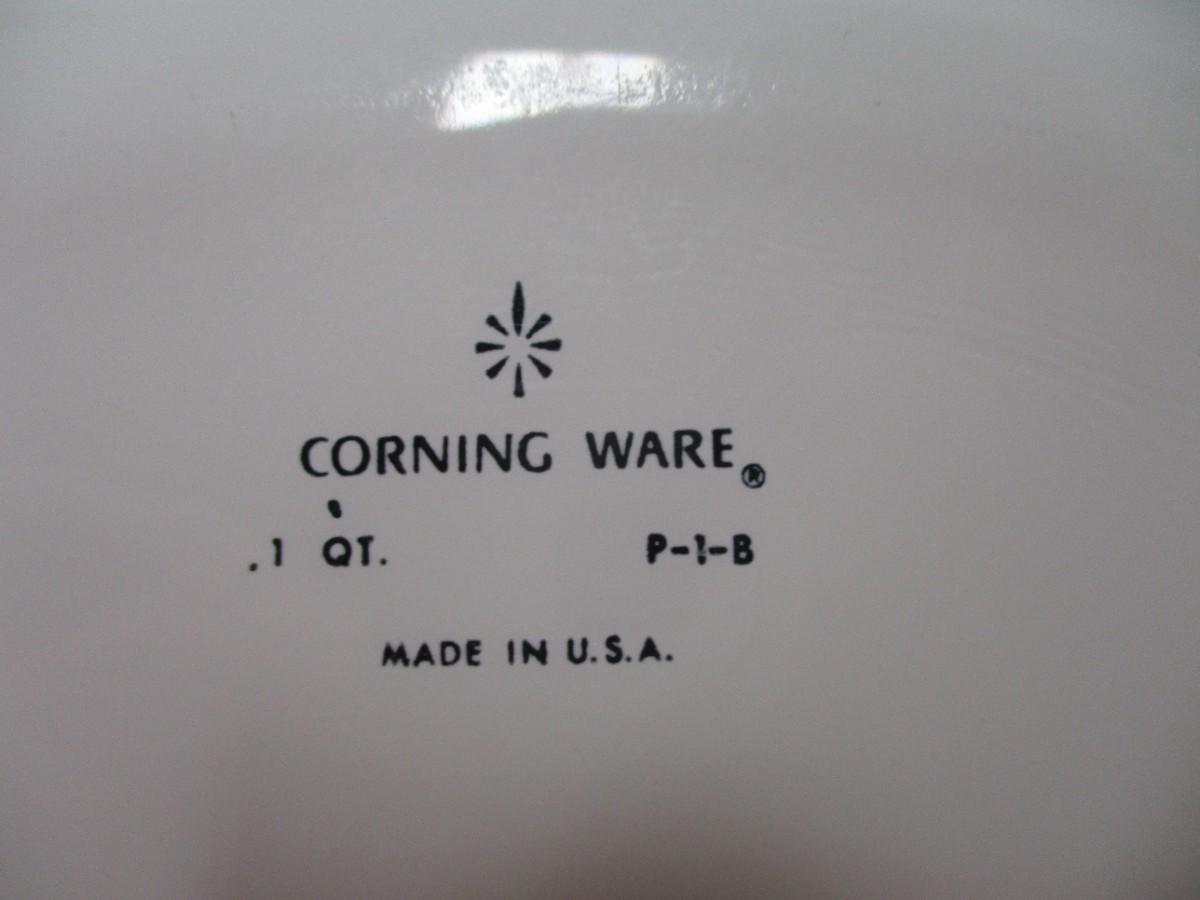 CORNING WARE®
.1 QT. P-1-B
MADE IN U.S.A.